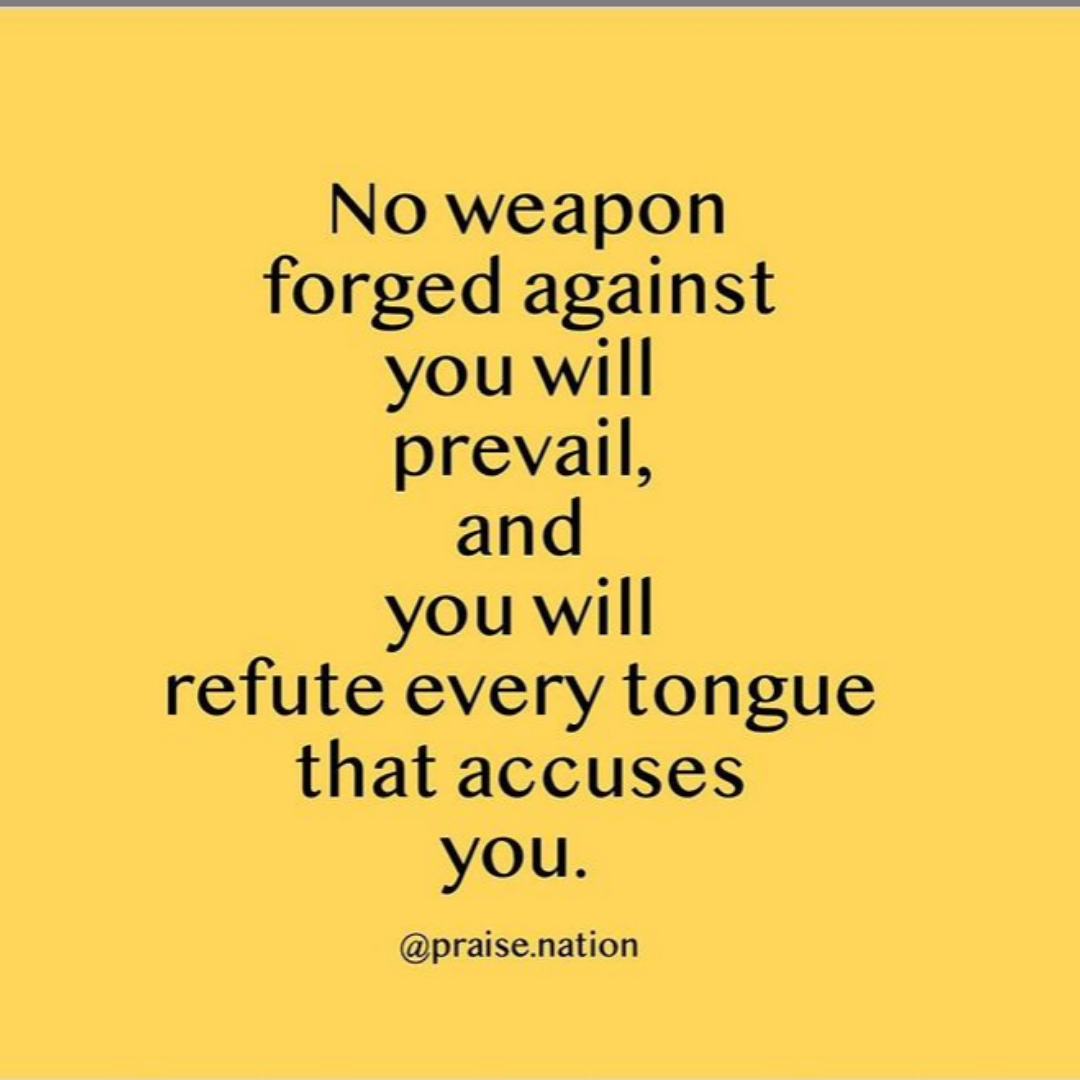 No weapon
forged against
you will
prevail,
and
you will
refute every tongue
that accuses
you.
@praise.nation